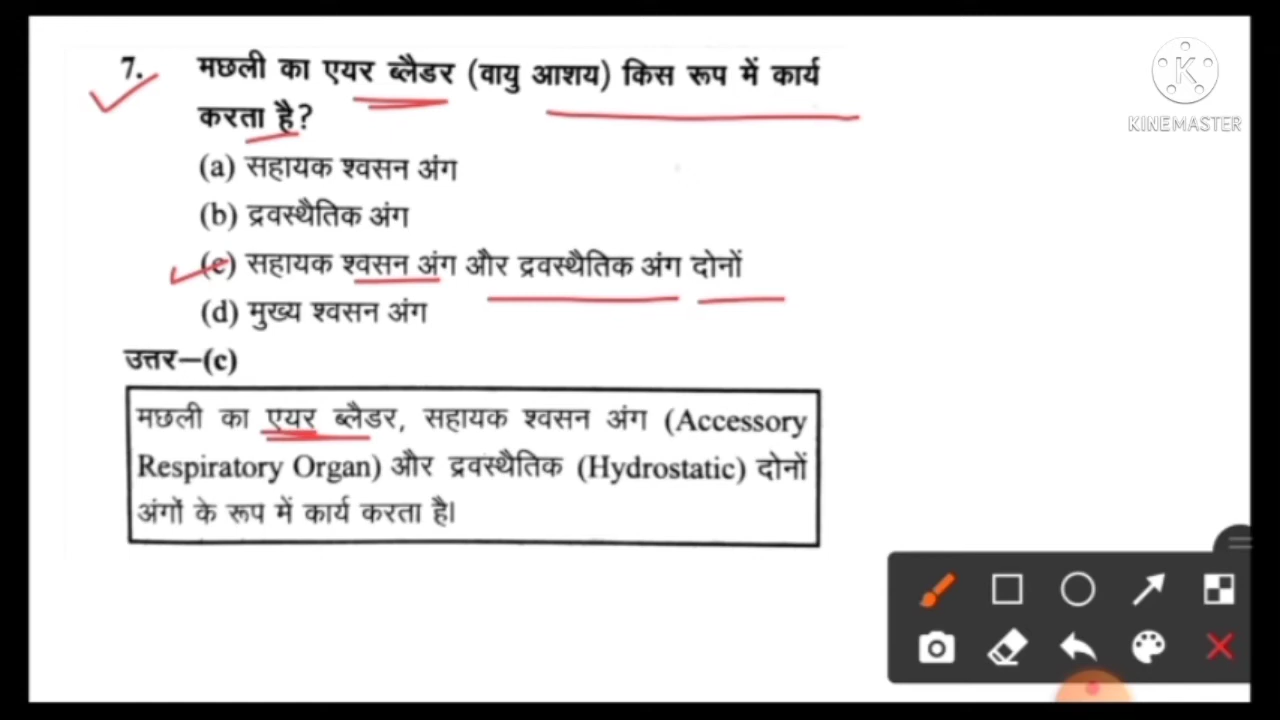 7. मछली का एयर ब्लैडर (वायु आशय) किस रूप में कार्य
करता है?
(a) सहायक श्वसन अंग
(b) द्रवस्थैतिक अंग
(c) सहायक श्वसन अंग और द्रवस्थैतिक अंग दोनों
(d) मुख्य श्वसन अंग
उत्तर—(c)
मछली का एयर ब्लैडर, सहायक श्वसन अंग (Accessory
Respiratory Organ) और द्रवस्थैतिक (Hydrostatic) दोनों
अंगों के रूप में कार्य करता है।
K
KINEMASTER